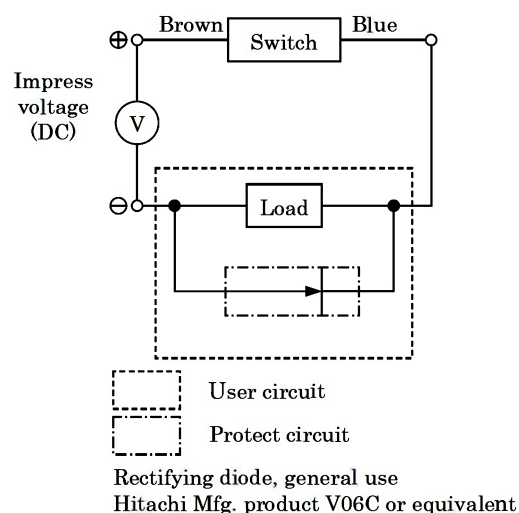 ⊕ Brown Switch Blue
Impress
voltage
(DC)
V
⊖ Load
User circuit
Protect circuit
Rectifying diode, general use
Hitachi Mfg. product V06C or equivalent